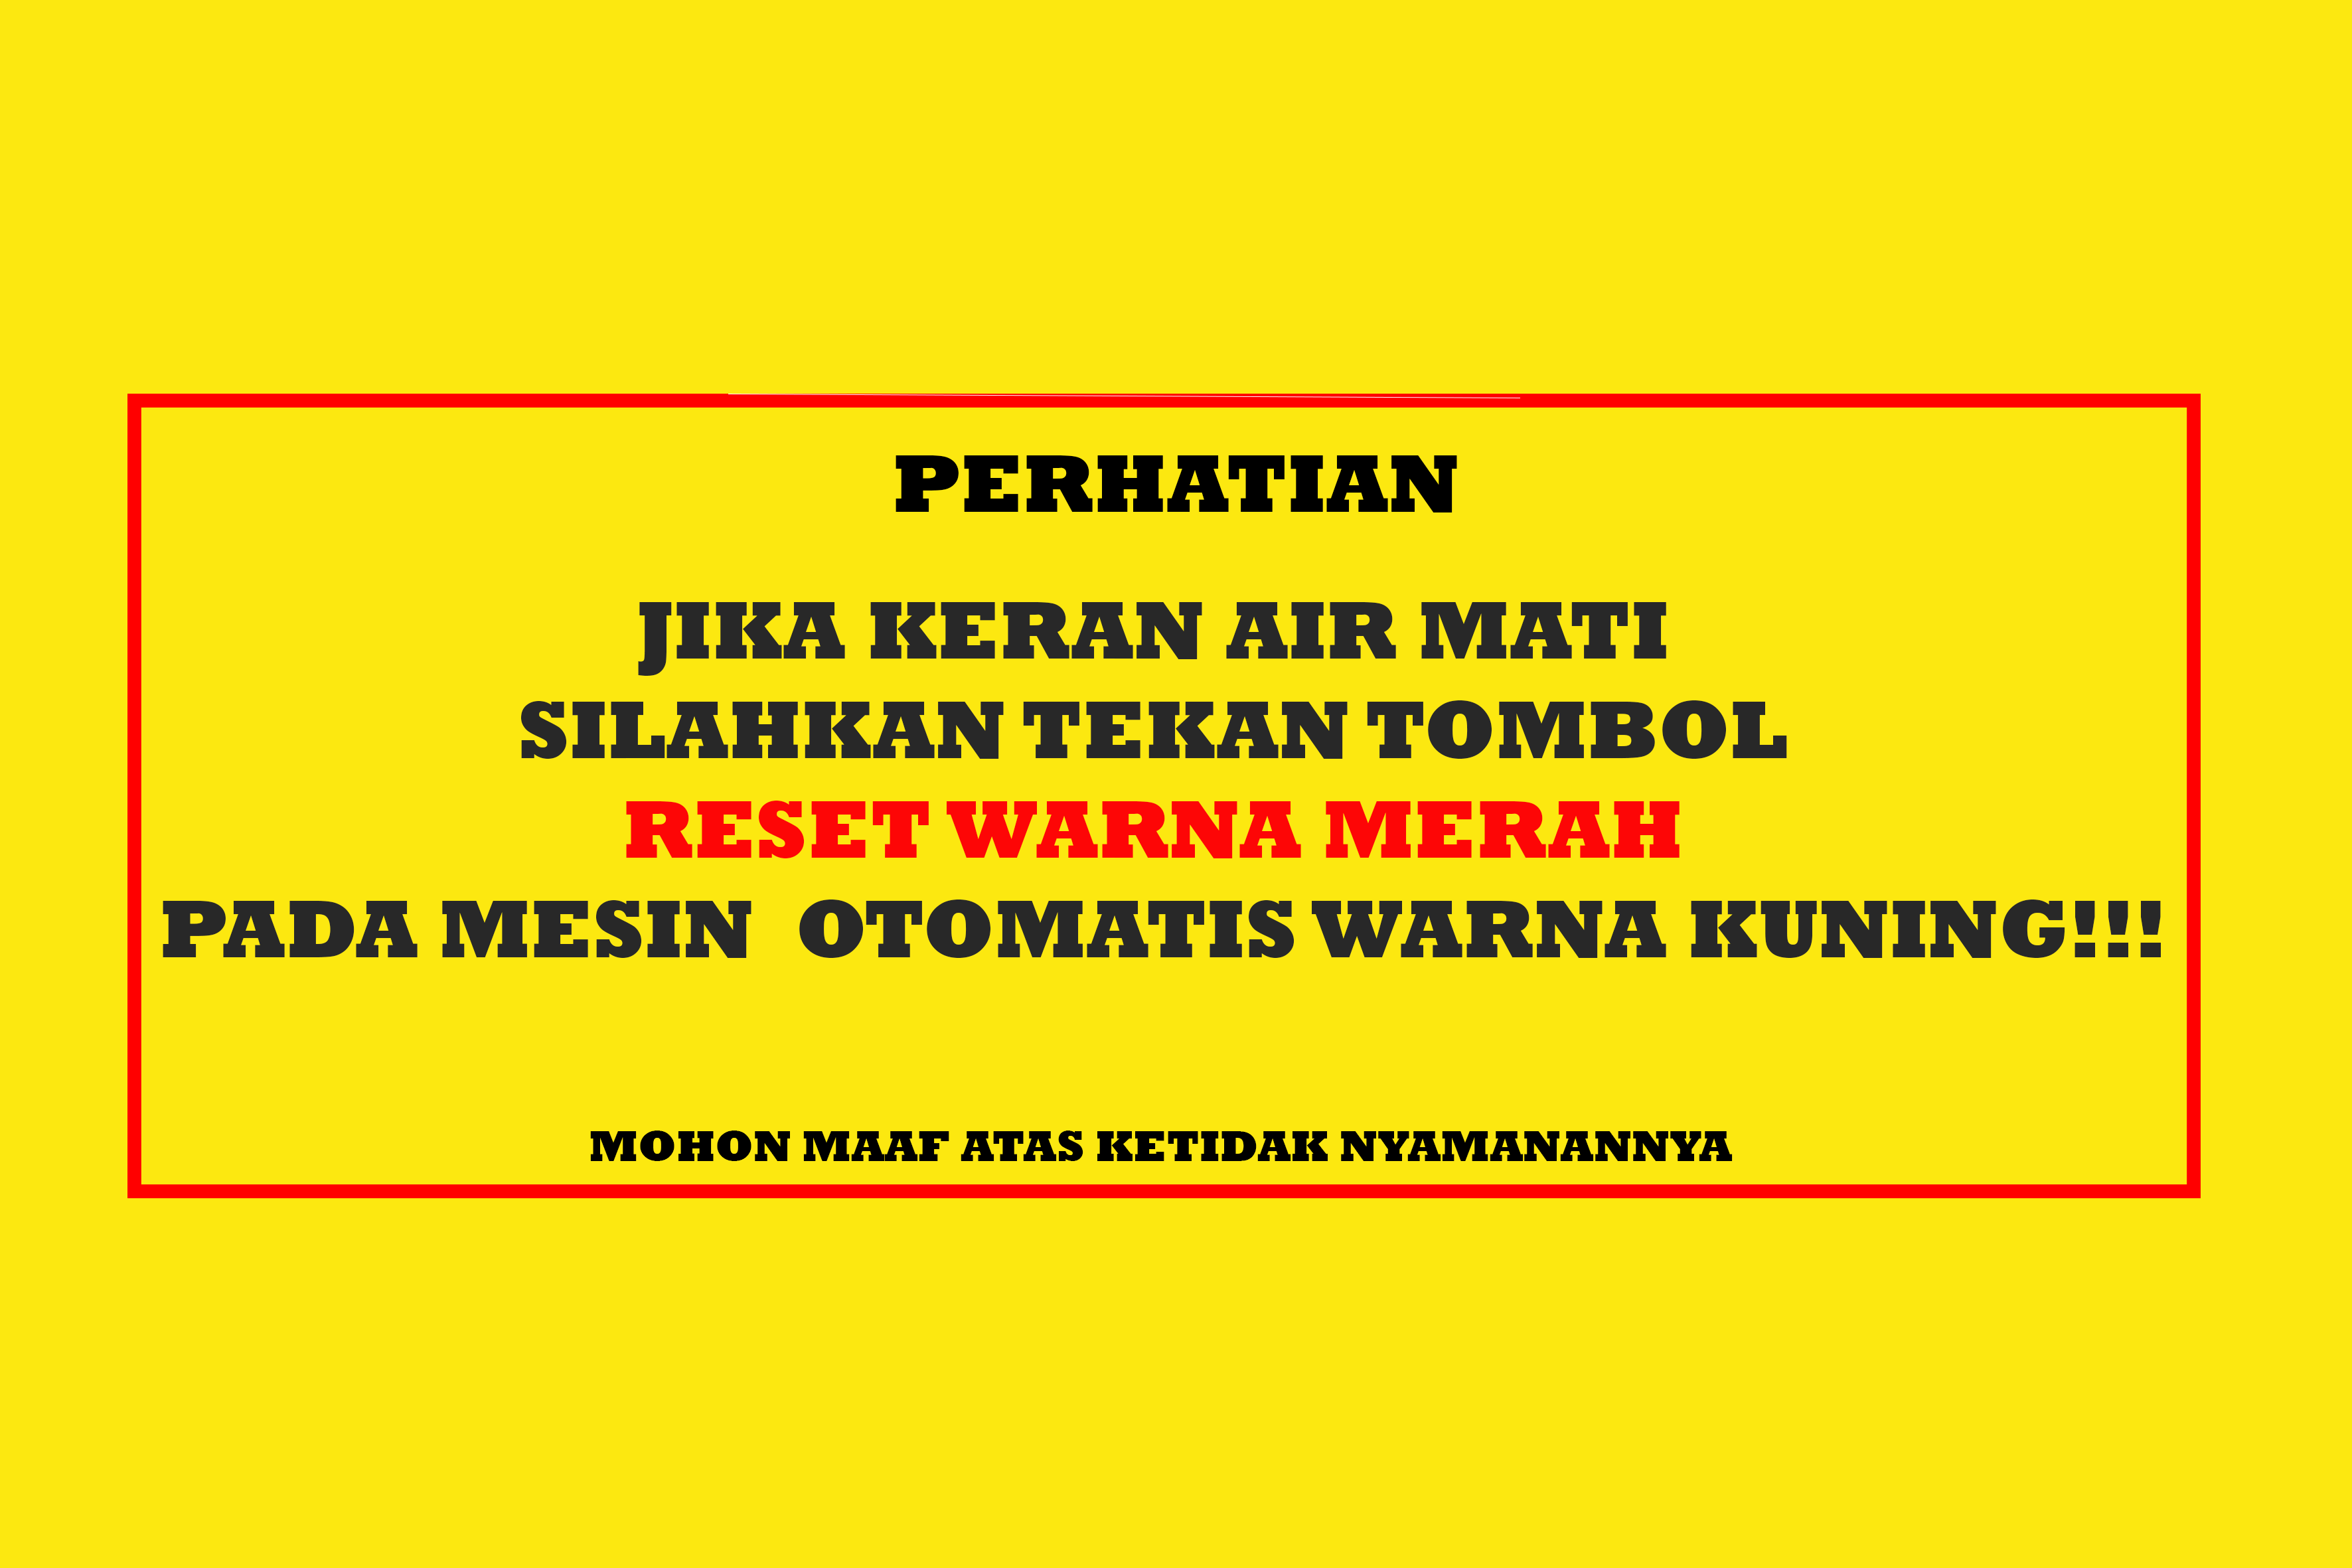 PERHATIAN
JIKA KERAN AIR MATI
SILAHKAN TEKAN TOMBOL
RESET WARNA MERAH
PADA MESIN OTOMATIS WARNA KUNING!!!
MOHON MAAF ATAS KETIDAK NYAMANANNYA